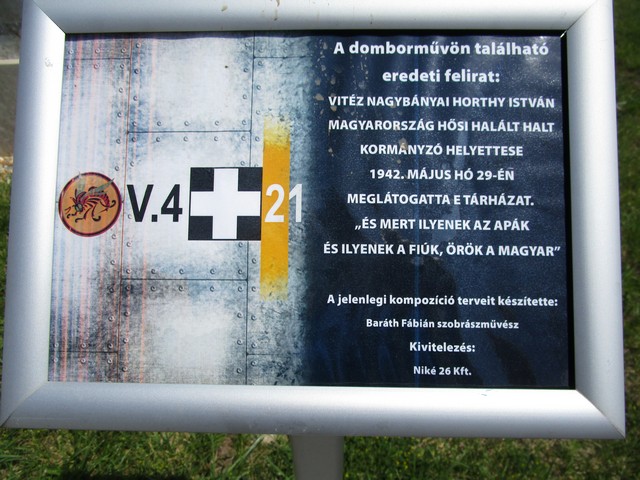 A domborművön található
eredeti felirat:
VITÉZ NAGYBÁNYAI HORTHY ISTVÁN
MAGYARORSZÁG HŐSI HALÁLT HALT
KORMÁNYZÓ HELYETTESE
1942. MÁJUS HÓ 29-ÉN
MEGLÁTOGATTA E TÁRHÁZAT.
„ÉS MERT ILYENEK AZ APÁK
ÉS ILYENEK A FIÚK, ÖRÖK A MAGYAR”
V.4 21
A jelenlegi kompozíció terveit készítette:
Baráth Fábián szobrászművész
Kivitelezés:
Niké 26 Kft.